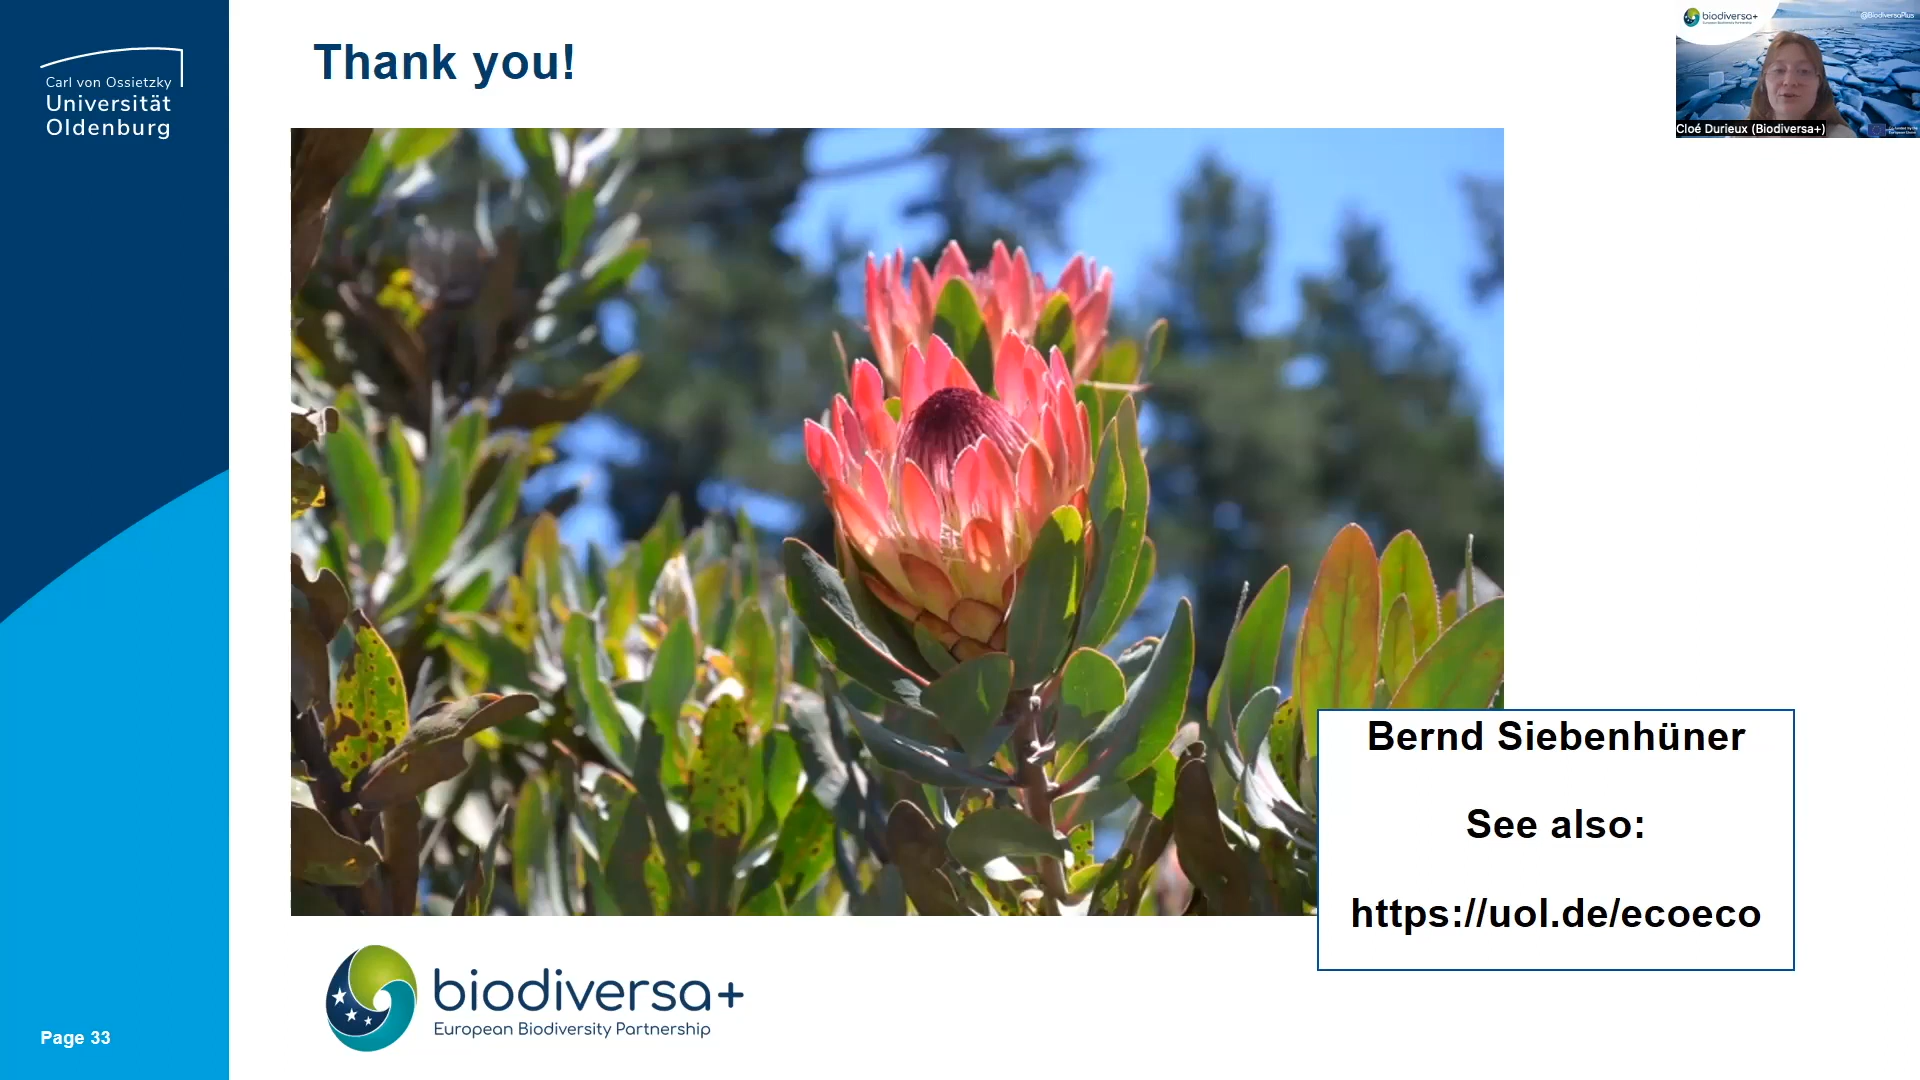 Carl von Ossietzky
Universität
Oldenburg
Thank you!
biodiversa+
@BiodiversaPlus
Cloé Durieux (Biodiversa+)
Bernd Siebenhüner
See also:
https://uol.de/ecoeco
biodiversa+
European Biodiversity Partnership
Page 33